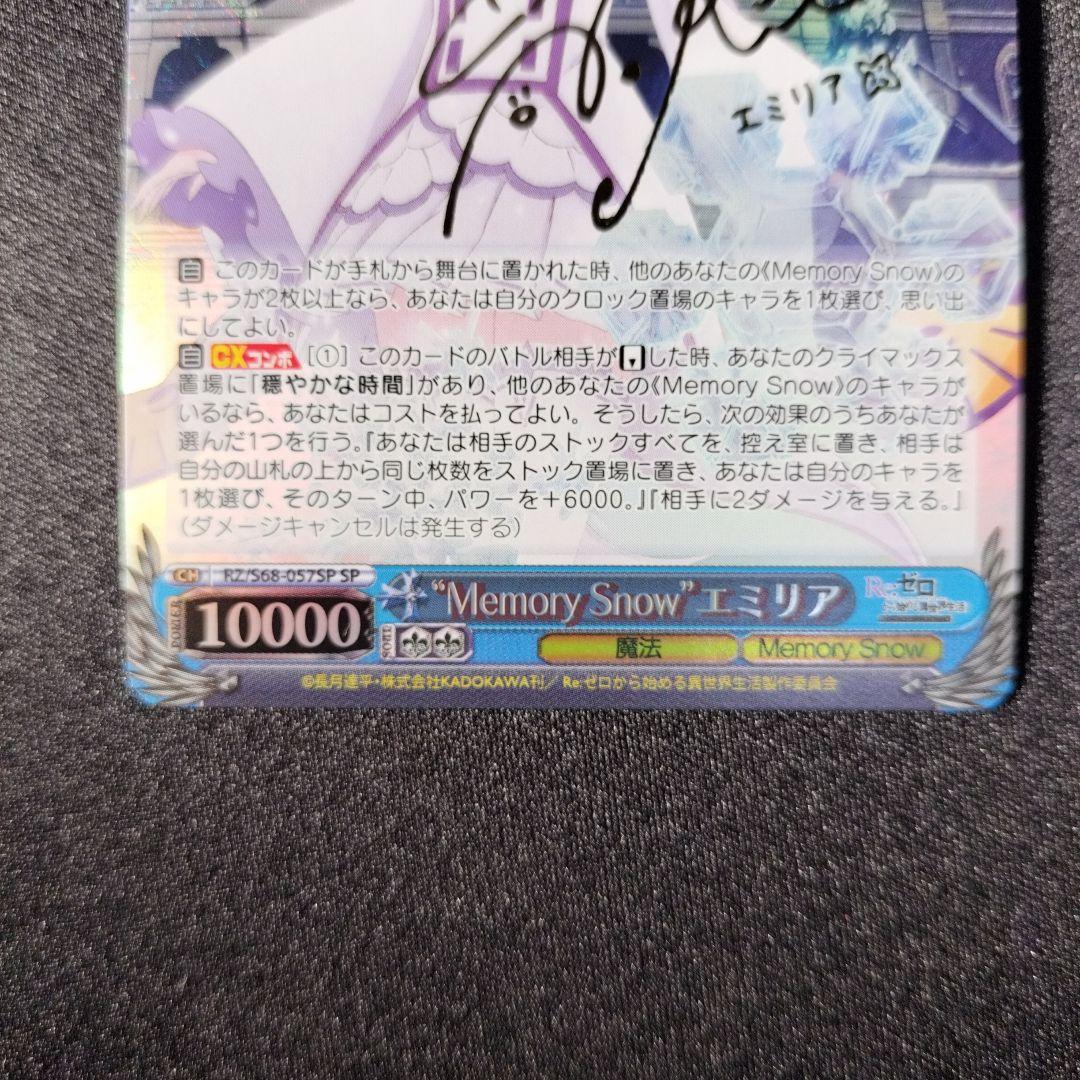 エミリア
自 このカードが手札から舞台に置かれた時、他のあなたの《Memory Snow》の
キャラが2枚以上なら、あなたは自分のクロック置場のキャラを1枚選び、思い出
にしてよい。
自 CXコンボ [①] このカードのバトル相手がした時、あなたのクライマックス
置場に「穏やかな時間」があり、他のあなたの《Memory Snow》のキャラが
いるなら、あなたはコストを払ってよい。そうしたら、次の効果のうちあなたが
選んだ1つを行う。『あなたは相手のストックすべてを、控え室に置き、相手は
自分の山札の上から同じ枚数をストック置場に置き、あなたは自分のキャラを
1枚選び、そのターン中、パワーを+6000。』『相手に2ダメージを与える。』
(ダメージキャンセルは発生する)
CH RZ/S68-057SP SP
POWER 10000
SOUL
“Memory Snow”エミリア
Re:ゼロ
から始める異世界生活
魔法 Memory Snow
©長月達平・株式会社KADOKAWA刊/Re:ゼロから始める異世界生活製作委員会